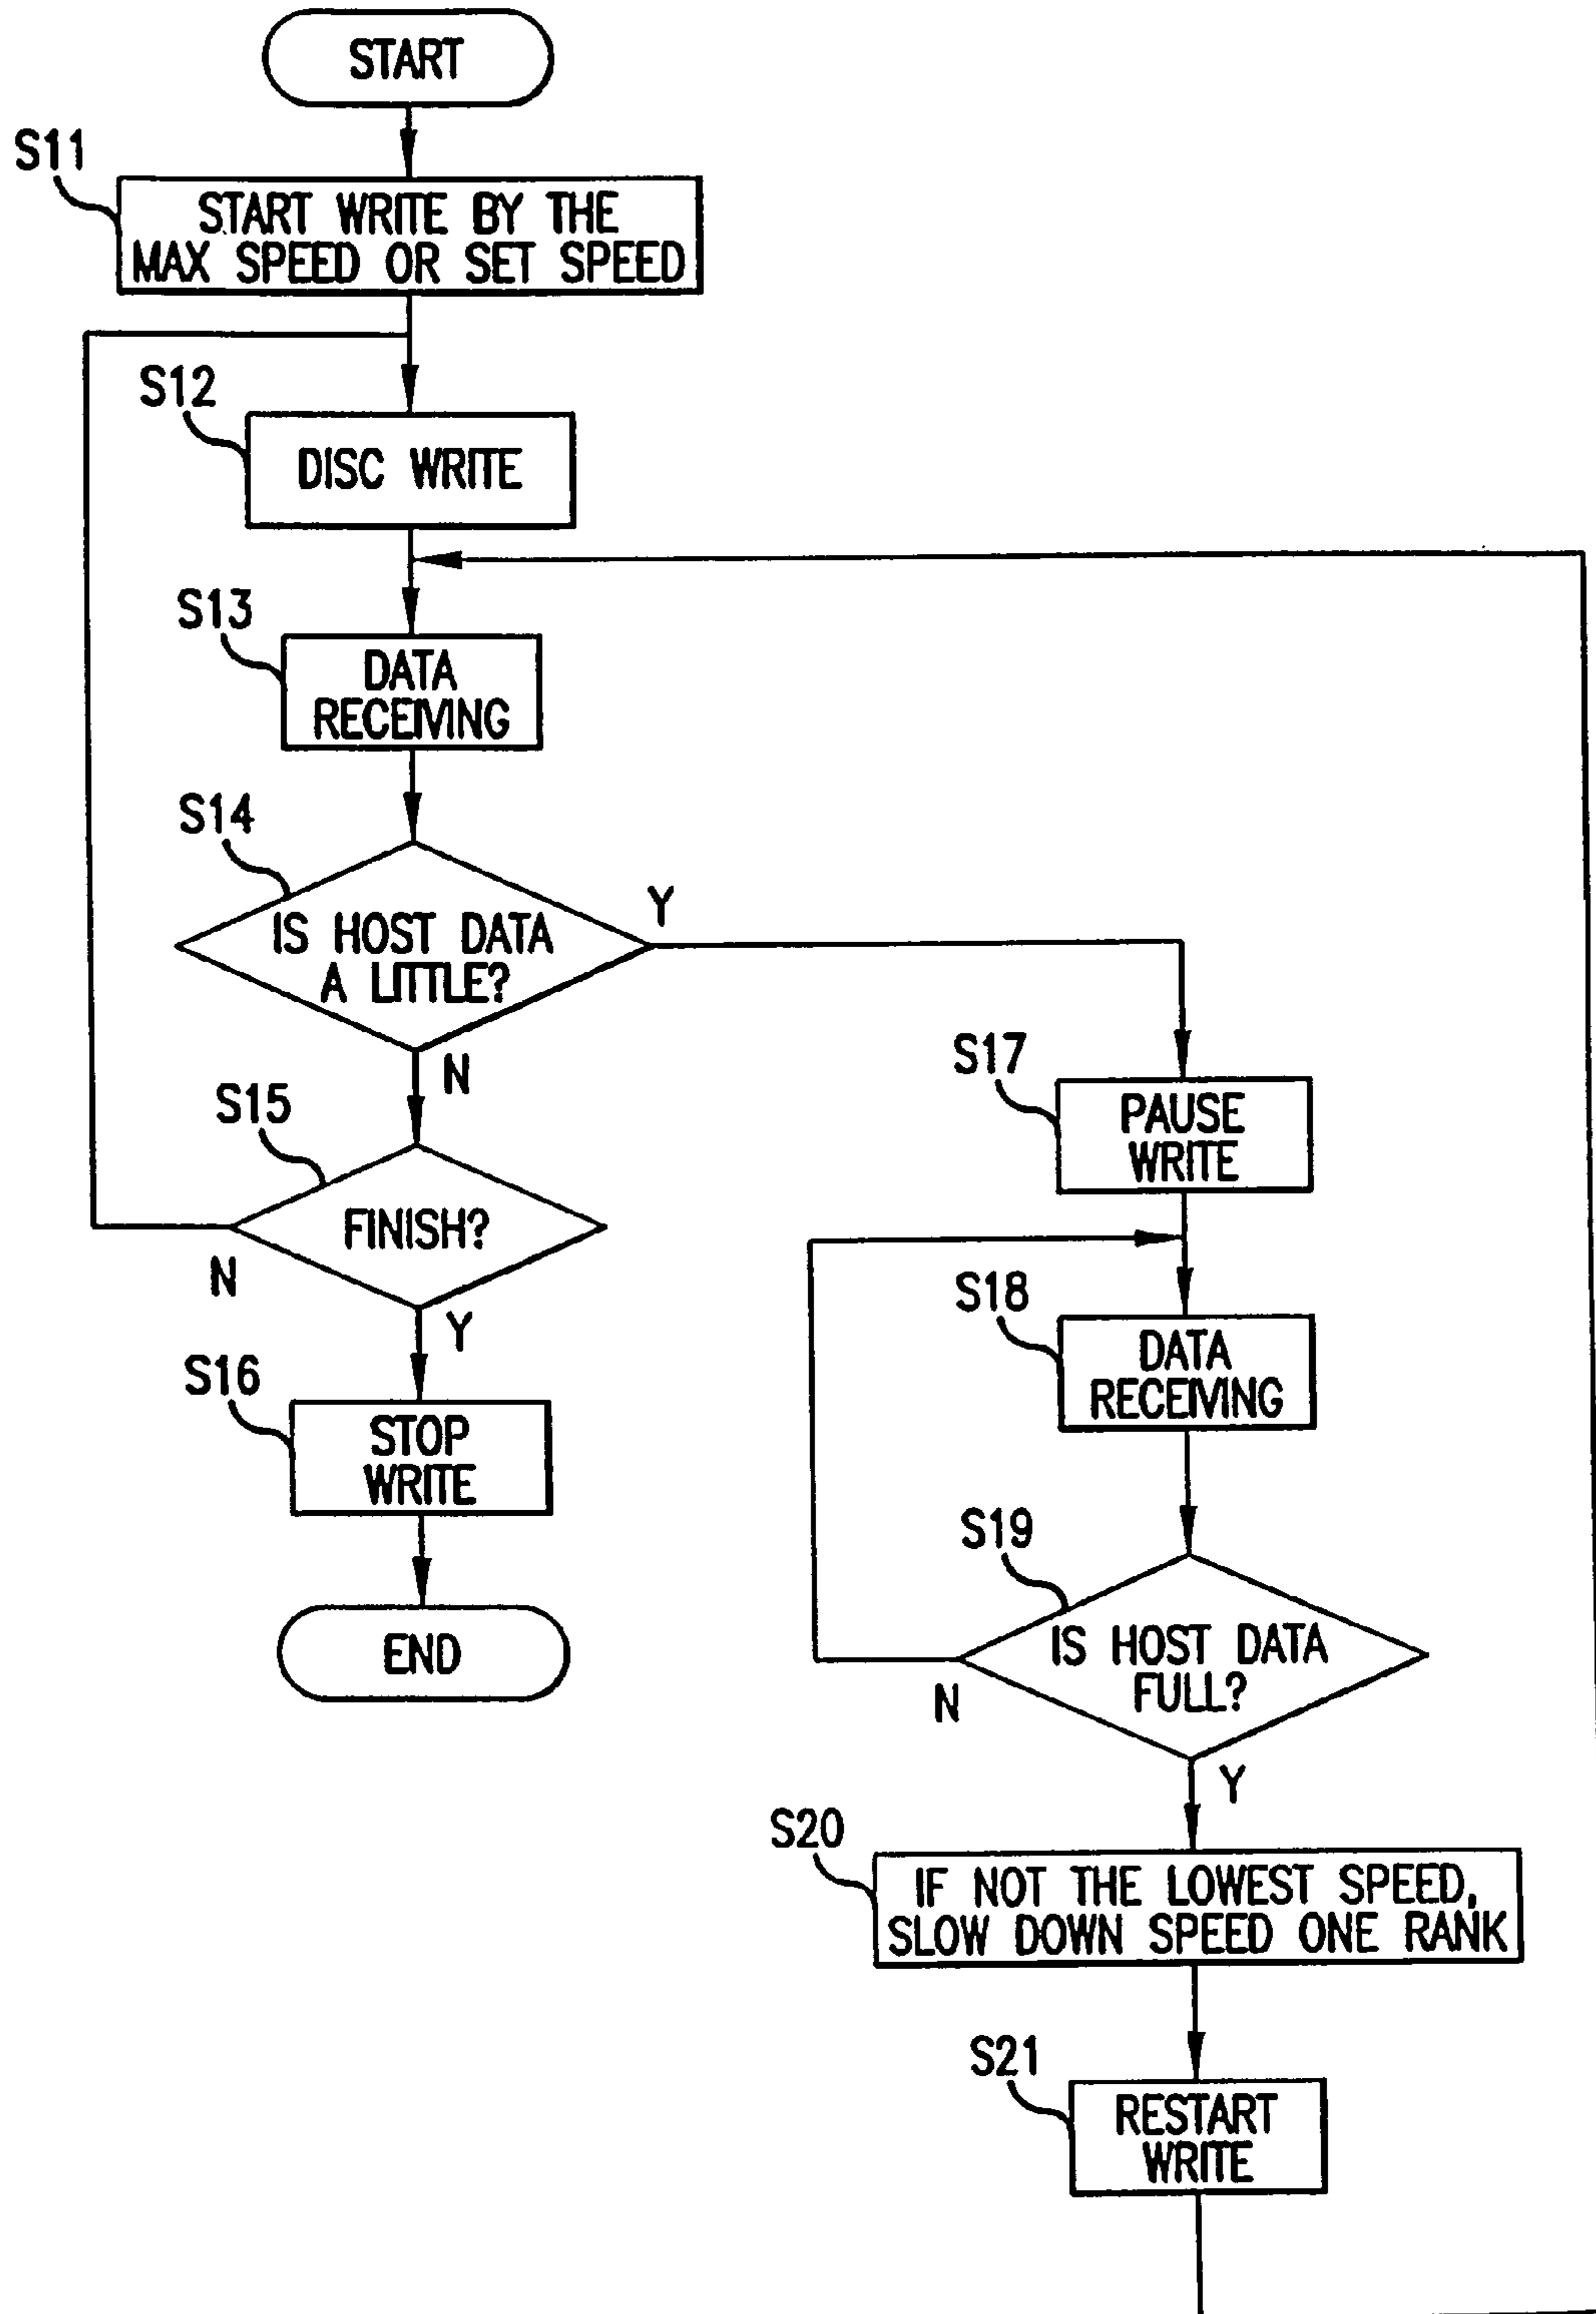 START
S11
START WRITE BY THE
MAX SPEED OR SET SPEED
S12
DISC WRITE
S13
DATA
RECEIVING
S14
IS HOST DATA
A LITTLE?
Y
N
S15
FINISH?
N
Y
S16
STOP
WRITE
END
S17
PAUSE
WRITE
S18
DATA
RECEIVING
S19
IS HOST DATA
FULL?
N
Y
S20
IF NOT THE LOWEST SPEED,
SLOW DOWN SPEED ONE RANK
S21
RESTART
WRITE